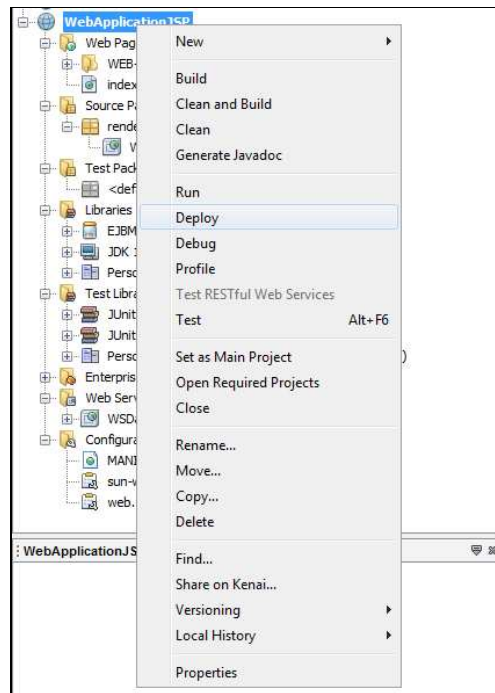 WebApplicationJSP
Web Pag
WEB-
index
Source Pa
rende
W
Test Pack
<def
Libraries
EJBM
JDK 1
Perso
Test Libra
JUnit
JUnit
Perso
)
Enterpris
Web Serv
WSDa
Configura
MANI
sun-w
web.
WebApplicationJS
New
Build
Clean and Build
Clean
Generate Javadoc
Run
Deploy
Debug
Profile
Test RESTful Web Services
Test Alt+F6
Set as Main Project
Open Required Projects
Close
Rename...
Move...
Copy...
Delete
Find...
Share on Kenai...
Versioning
Local History
Properties